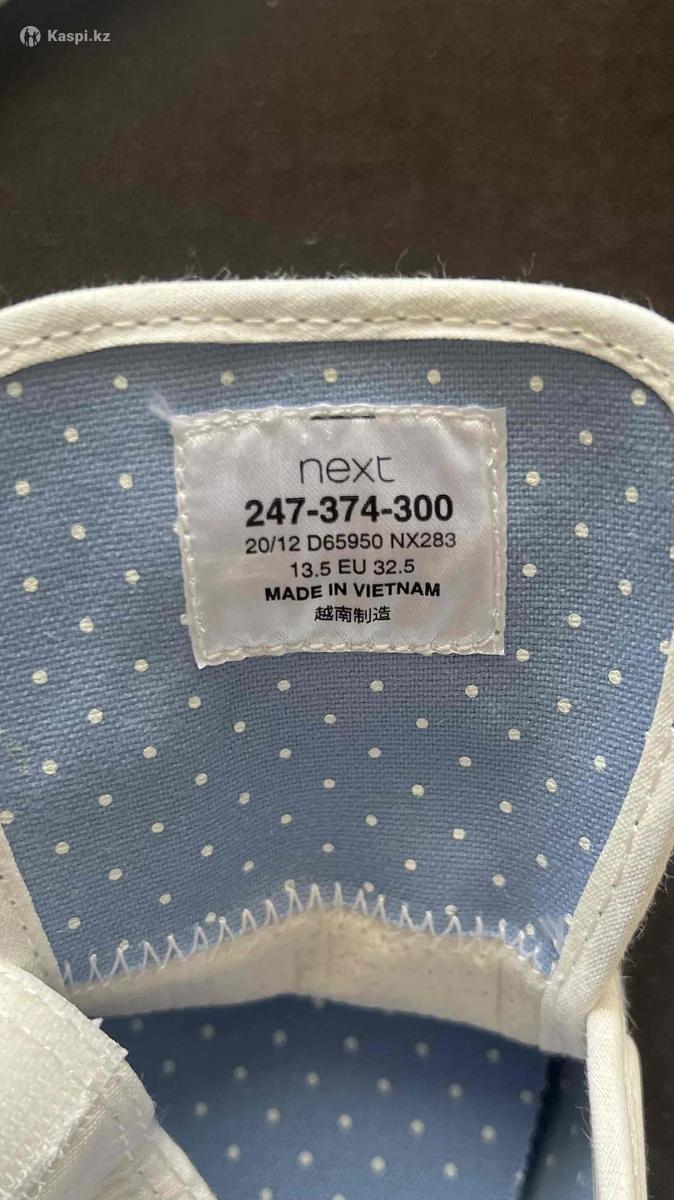 Kaspi.kz
next
247-374-300
20/12 D65950 NX283
13.5 EU 32.5
MADE IN VIETNAM
越南制造